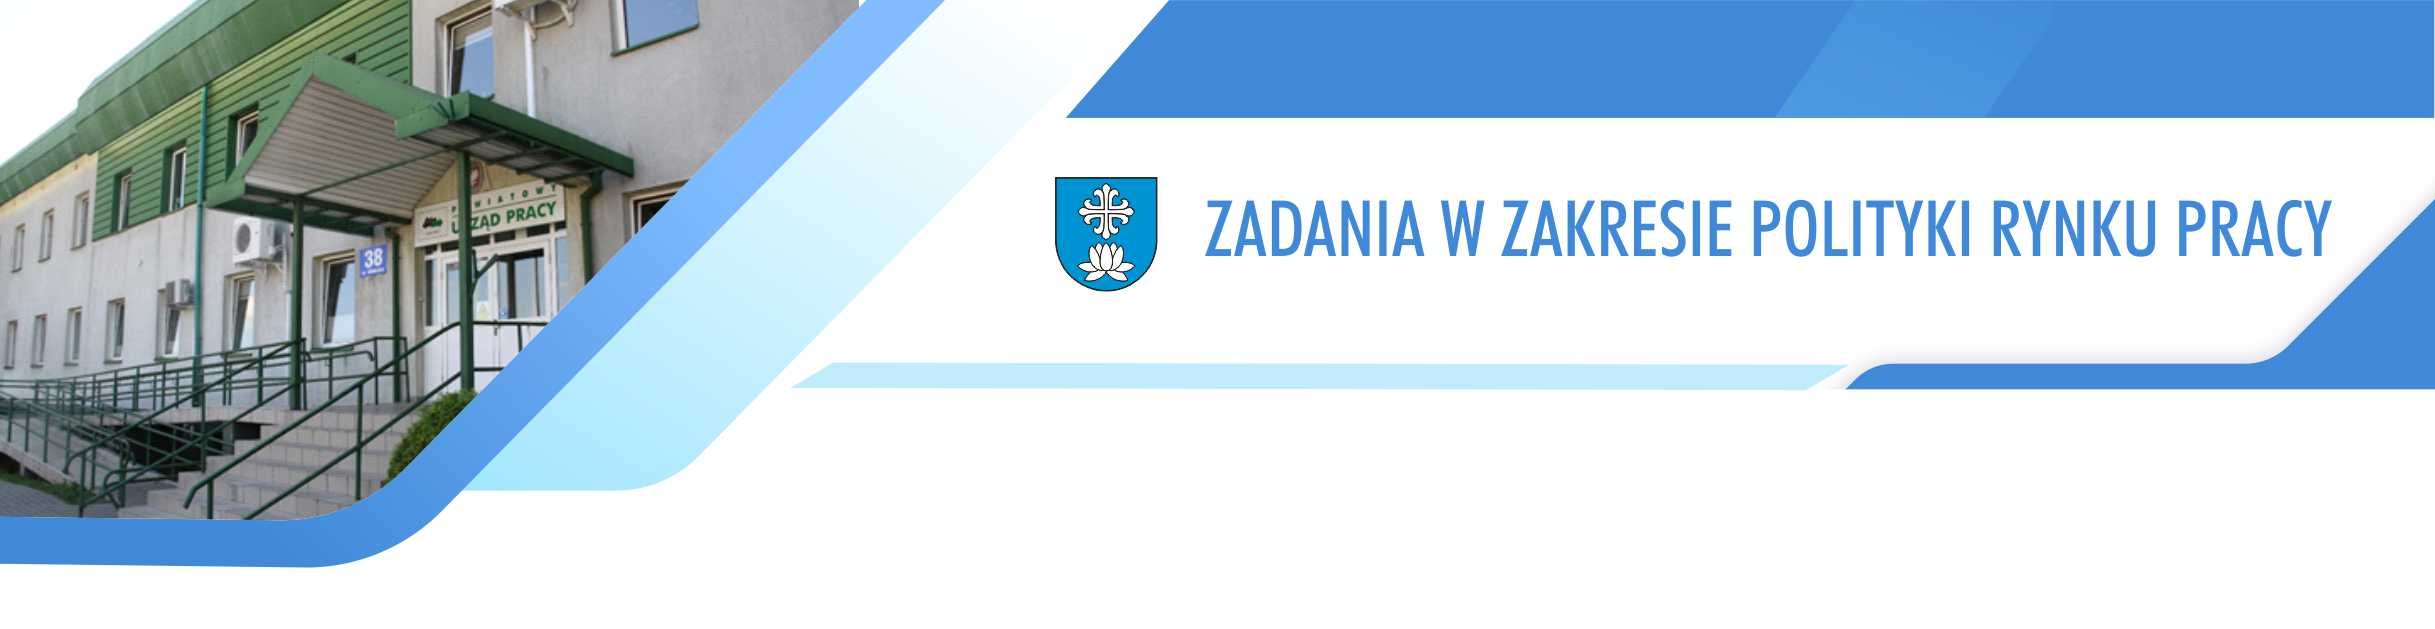 POWIATOWY
URZĄD PRACY
38
ZADANIA W ZAKRESIE POLITYKI RYNKU PRACY